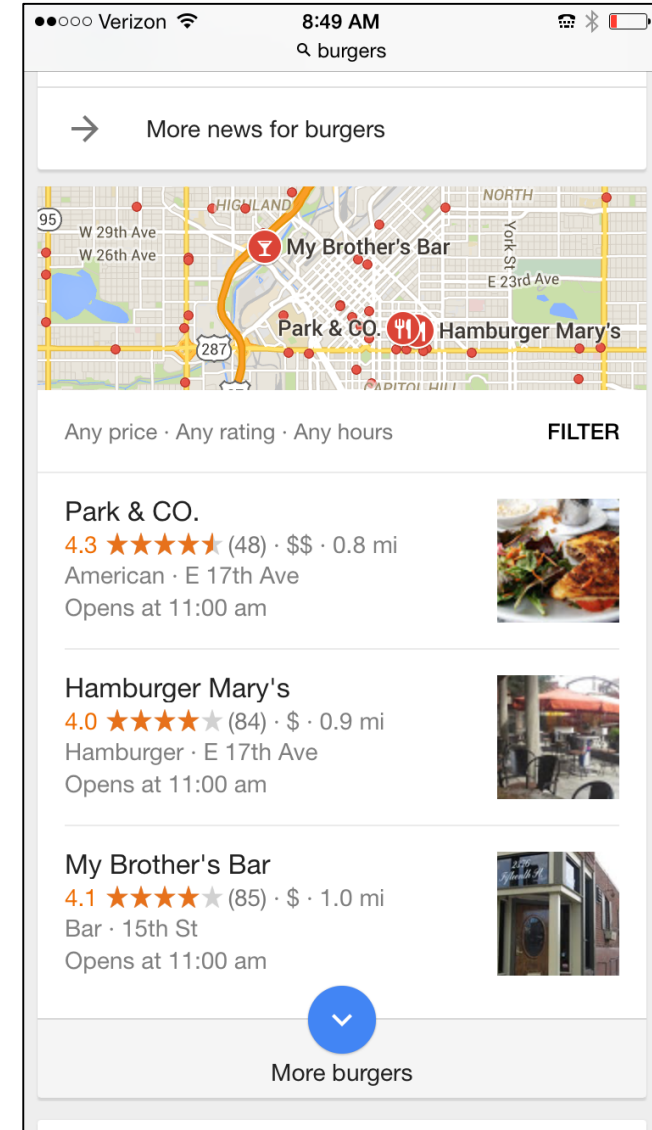 Verizon 8:49 AM
burgers
More news for burgers
HIGHLAND NORTH
95
W 29th Ave
My Brother's Bar
York St
W 26th Ave
E 23rd Ave
Park & CO. Hamburger Mary's
287
CAPITOL HILL
Any price · Any rating · Any hours FILTER
Park & CO.
4.3 ★★★★★ (48) · $$ · 0.8 mi
American · E 17th Ave
Opens at 11:00 am
Hamburger Mary's
4.0 ★★★★★ (84) · $ · 0.9 mi
Hamburger · E 17th Ave
Opens at 11:00 am
My Brother's Bar
4.1 ★★★★★ (85) · $ · 1.0 mi
Bar · 15th St
Opens at 11:00 am
2376
Fifteenth St.
More burgers